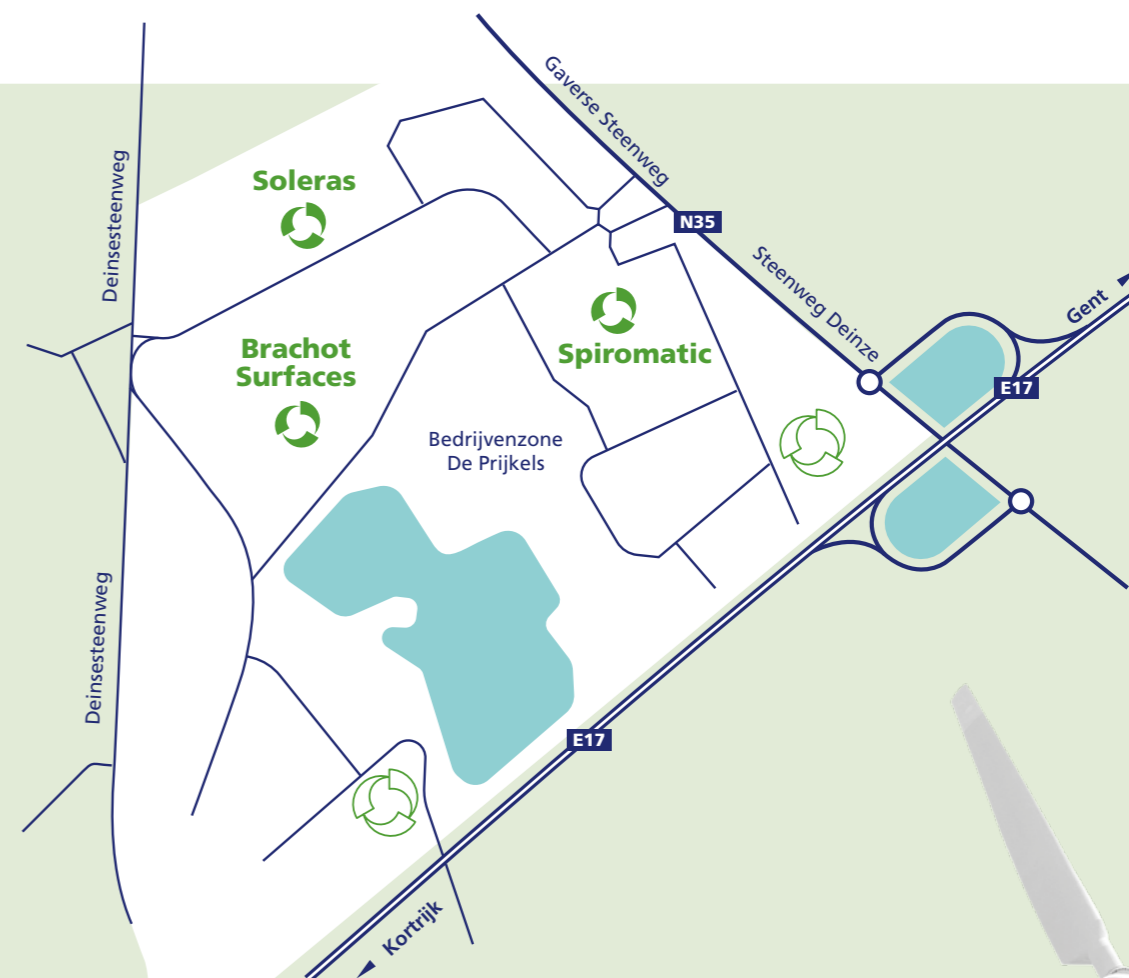 Gaverse Steenweg
Deinsesteenweg
Soleras
N35
Steenweg Deinze
Gent
Brachot
Surfaces
Spiromatic
E17
Bedrijvenzone
De Prijkels
Deinsesteenweg
E17
Kortrijk